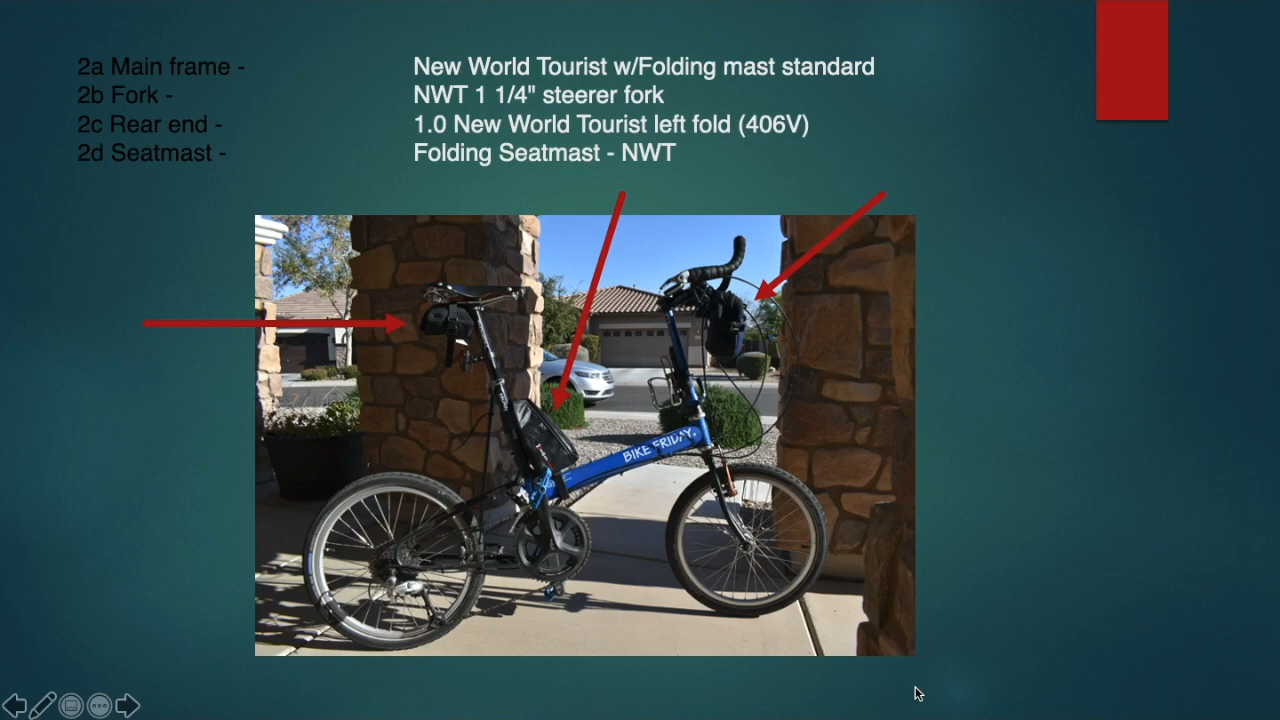 2a Main frame - New World Tourist w/Folding mast standard
2b Fork - NWT 1 1/4" steerer fork
2c Rear end - 1.0 New World Tourist left fold (406V)
2d Seatmast - Folding Seatmast - NWT
BIKE FRIDAY